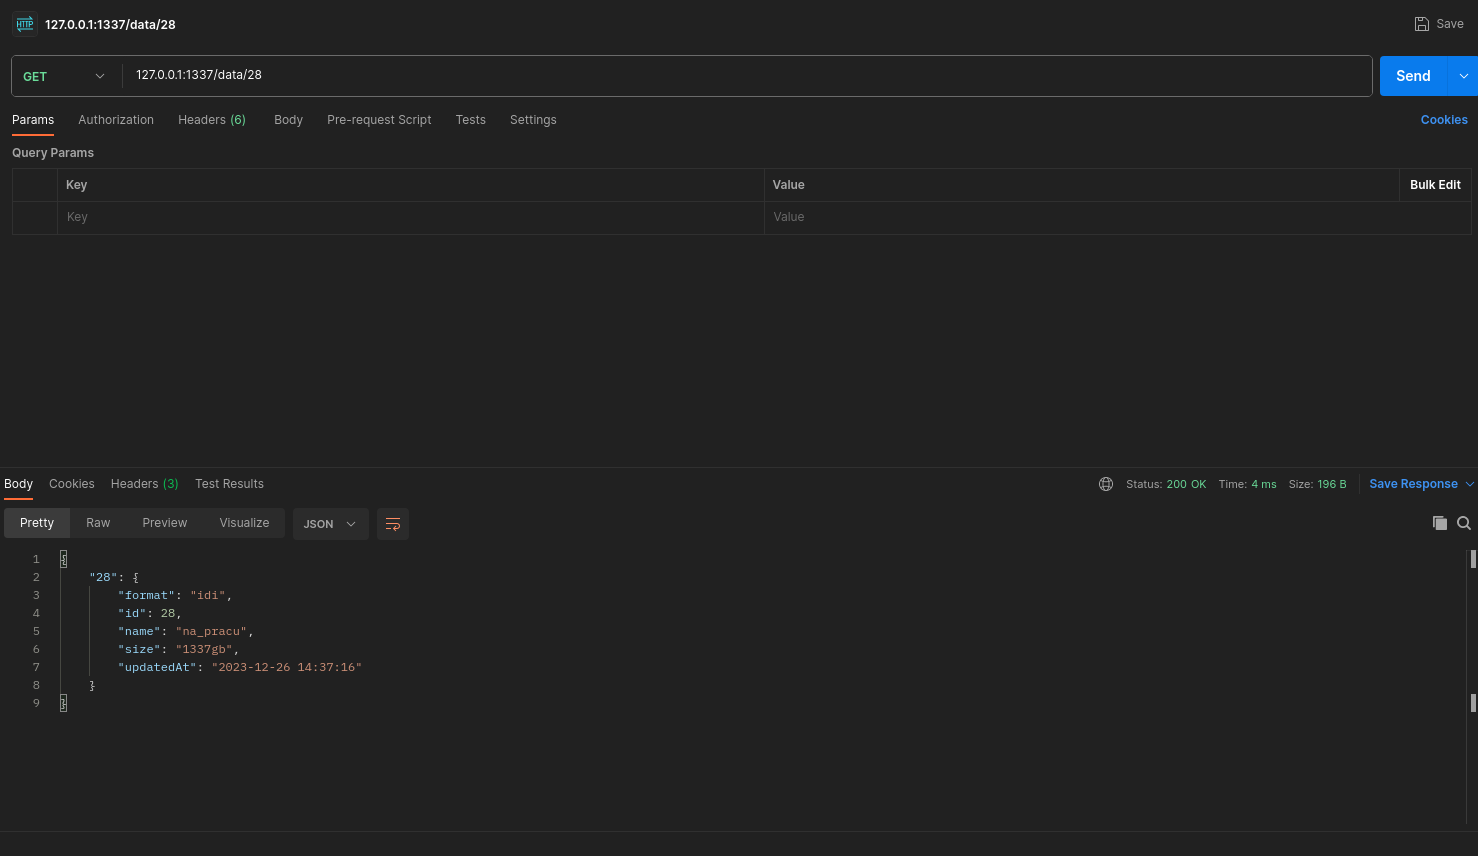 HTTP 127.0.0.1:1337/data/28 Save
GET 127.0.0.1:1337/data/28 Send
Params Authorization Headers (6) Body Pre-request Script Tests Settings Cookies
Query Params
Key Value Bulk Edit
Key Value
Body Cookies Headers (3) Test Results Status: 200 OK Time: 4 ms Size: 196 B Save Response
Pretty Raw Preview Visualize JSON
1 {
2 "28": {
3 "format": "idi",
4 "id": 28,
5 "name": "na_pracu",
6 "size": "1337gb",
7 "updatedAt": "2023-12-26 14:37:16"
8 }
9 }